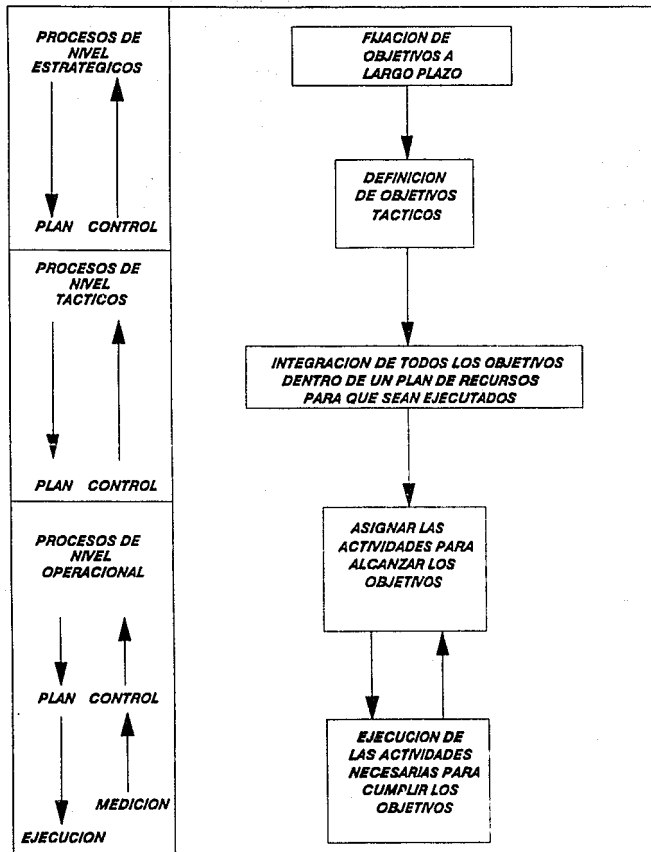 PROCESOS DE
NIVEL
ESTRATEGICOS
PLAN CONTROL
PROCESOS DE
NIVEL
TACTICOS
PLAN CONTROL
PROCESOS DE
NIVEL
OPERACIONAL
PLAN CONTROL
MEDICION
EJECUCION
FIJACION DE
OBJETIVOS A
LARGO PLAZO
DEFINICION
DE OBJETIVOS
TACTICOS
INTEGRACION DE TODOS LOS OBJETIVOS
DENTRO DE UN PLAN DE RECURSOS
PARA QUE SEAN EJECUTADOS
ASIGNAR LAS
ACTIVIDADES PARA
ALCANZAR LOS
OBJETIVOS
EJECUCION DE
LAS ACTIVIDADES
NECESARIAS PARA
CUMPLIR LOS
OBJETIVOS